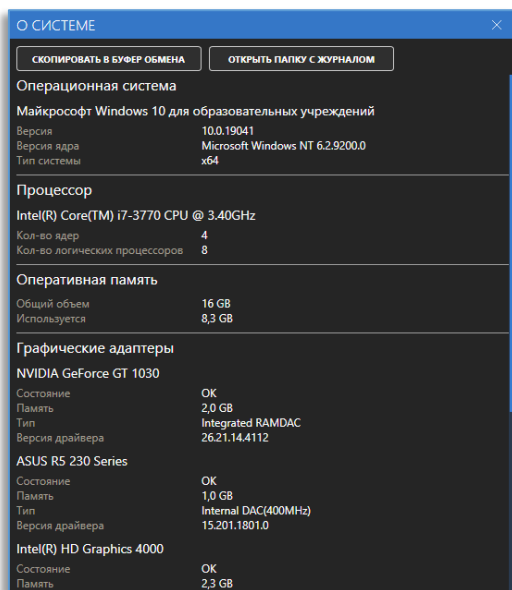 О СИСТЕМЕ
СКОПИРОВАТЬ В БУФЕР ОБМЕНА ОТКРЫТЬ ПАПКУ С ЖУРНАЛОМ
Операционная система
Майкрософт Windows 10 для образовательных учреждений
Версия 10.0.19041
Версия ядра Microsoft Windows NT 6.2.9200.0
Тип системы x64
Процессор
Intel(R) Core(TM) i7-3770 CPU @ 3.40GHz
Кол-во ядер 4
Кол-во логических процессоров 8
Оперативная память
Общий объем 16 GB
Используется 8,3 GB
Графические адаптеры
NVIDIA GeForce GT 1030
Состояние OK
Память 2,0 GB
Тип Integrated RAMDAC
Версия драйвера 26.21.14.4112
ASUS R5 230 Series
Состояние OK
Память 1,0 GB
Тип Internal DAC(400MHz)
Версия драйвера 15.201.1801.0
Intel(R) HD Graphics 4000
Состояние OK
Память 2,3 GB